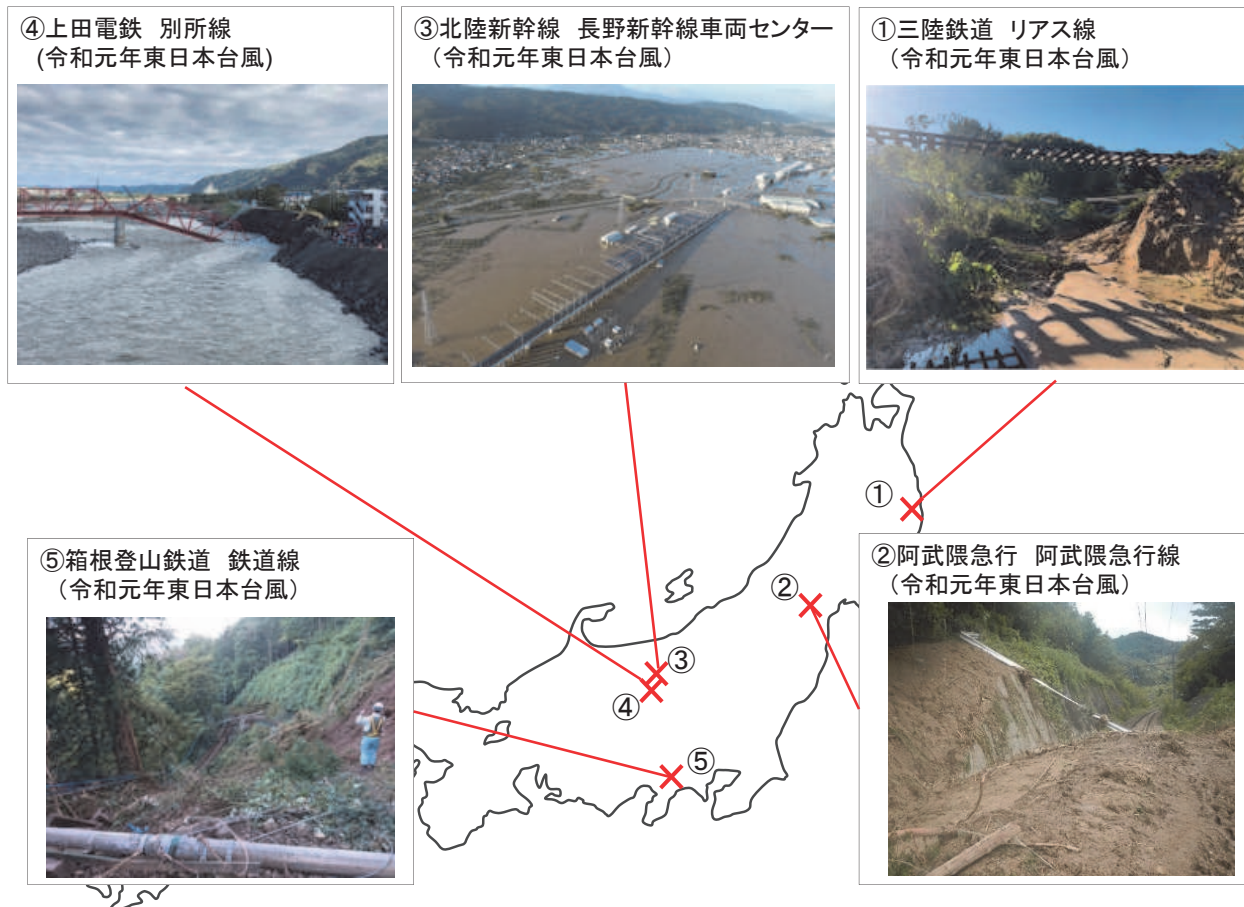 ④上田電鉄 別所線
(令和元年東日本台風)
③北陸新幹線 長野新幹線車両センター
（令和元年東日本台風）
①三陸鉄道 リアス線
（令和元年東日本台風）
①
⑤箱根登山鉄道 鉄道線
（令和元年東日本台風）
②阿武隈急行 阿武隈急行線
（令和元年東日本台風）
②
③
④
⑤